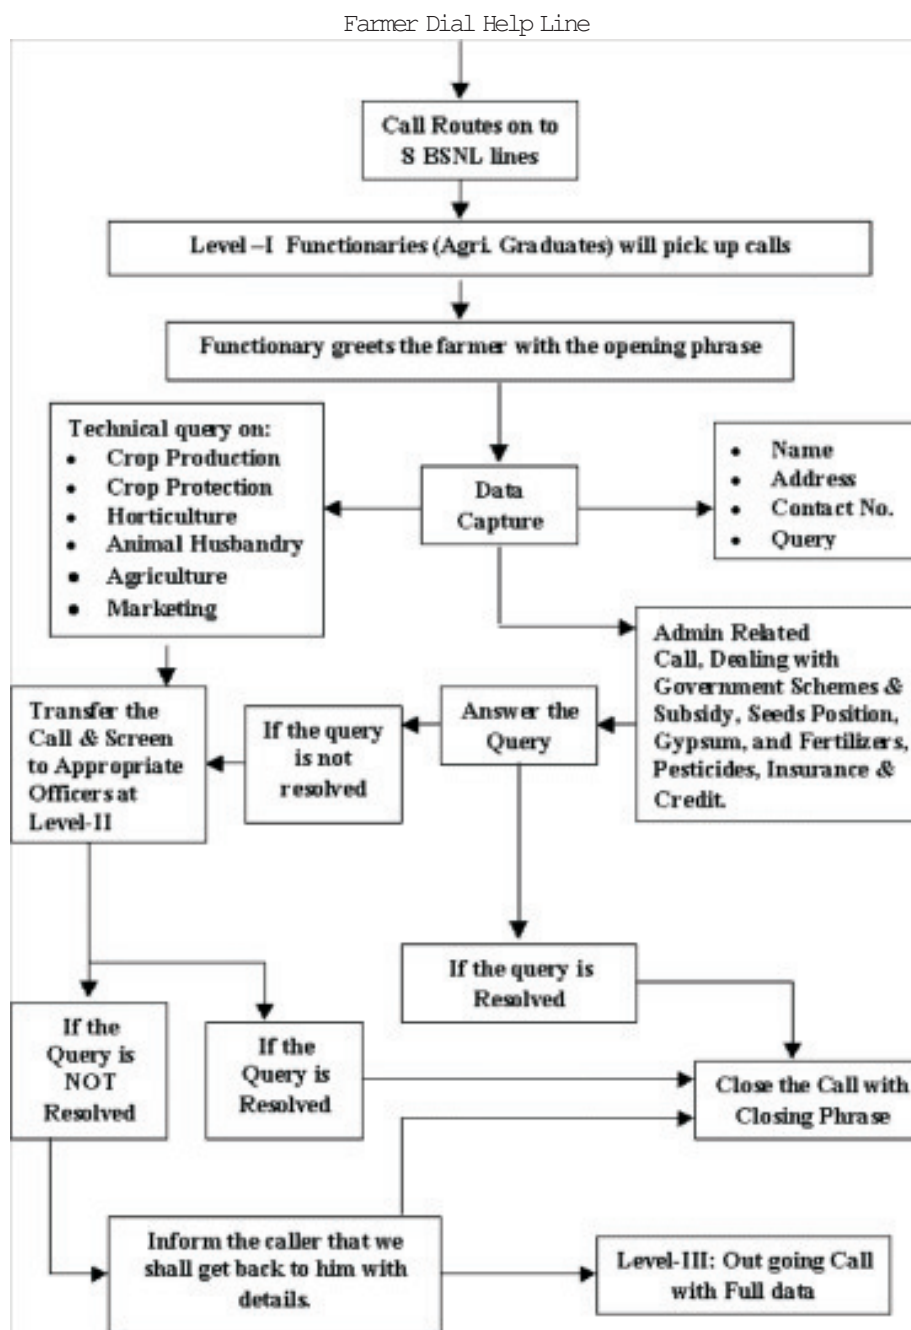 Farmer Dial Help Line
Call Routes on to
8 BSNL lines
Level –I Functionaries (Agri. Graduates) will pick up calls
Functionary greets the farmer with the opening phrase
Technical query on:
• Crop Production
• Crop Protection
• Horticulture
• Animal Husbandry
• Agriculture
• Marketing
Data
Capture
• Name
• Address
• Contact No.
• Query
Admin Related
Call, Dealing with
Government Schemes &
Subsidy, Seeds Position,
Gypsum, and Fertilizers,
Pesticides, Insurance &
Credit.
Answer the
Query
If the query
is not
resolved
Transfer the
Call & Screen
to Appropriate
Officers at
Level-II
If the query is
Resolved
If the
Query is
NOT
Resolved
If the
Query is
Resolved
Close the Call with
Closing Phrase
Inform the caller that we
shall get back to him with
details.
Level-III: Out going Call
with Full data